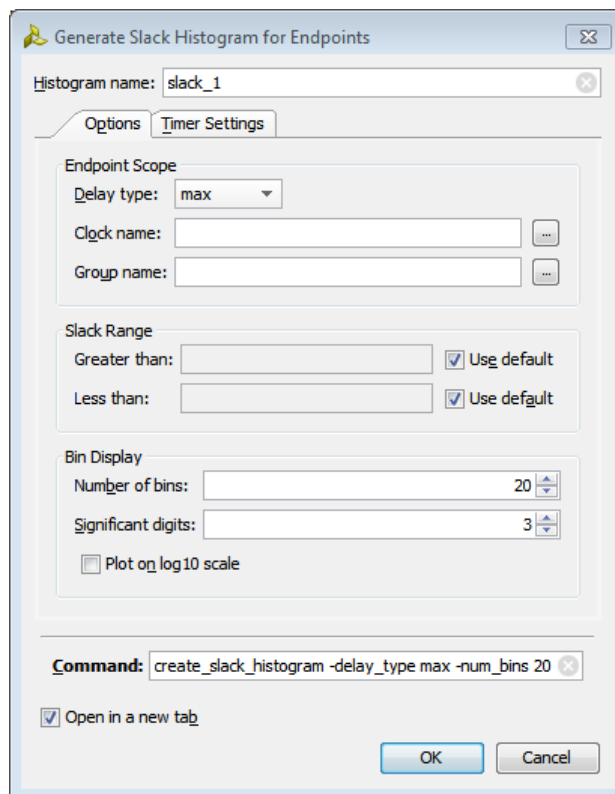 Generate Slack Histogram for Endpoints
Histogram name: slack_1
Options Timer Settings
Endpoint Scope
Delay type: max
Clock name: ...
Group name: ...
Slack Range
Greater than: Use default
Less than: Use default
Bin Display
Number of bins: 20
Significant digits: 3
Plot on log10 scale
Command: create_slack_histogram -delay_type max -num_bins 20
Open in a new tab
OK Cancel